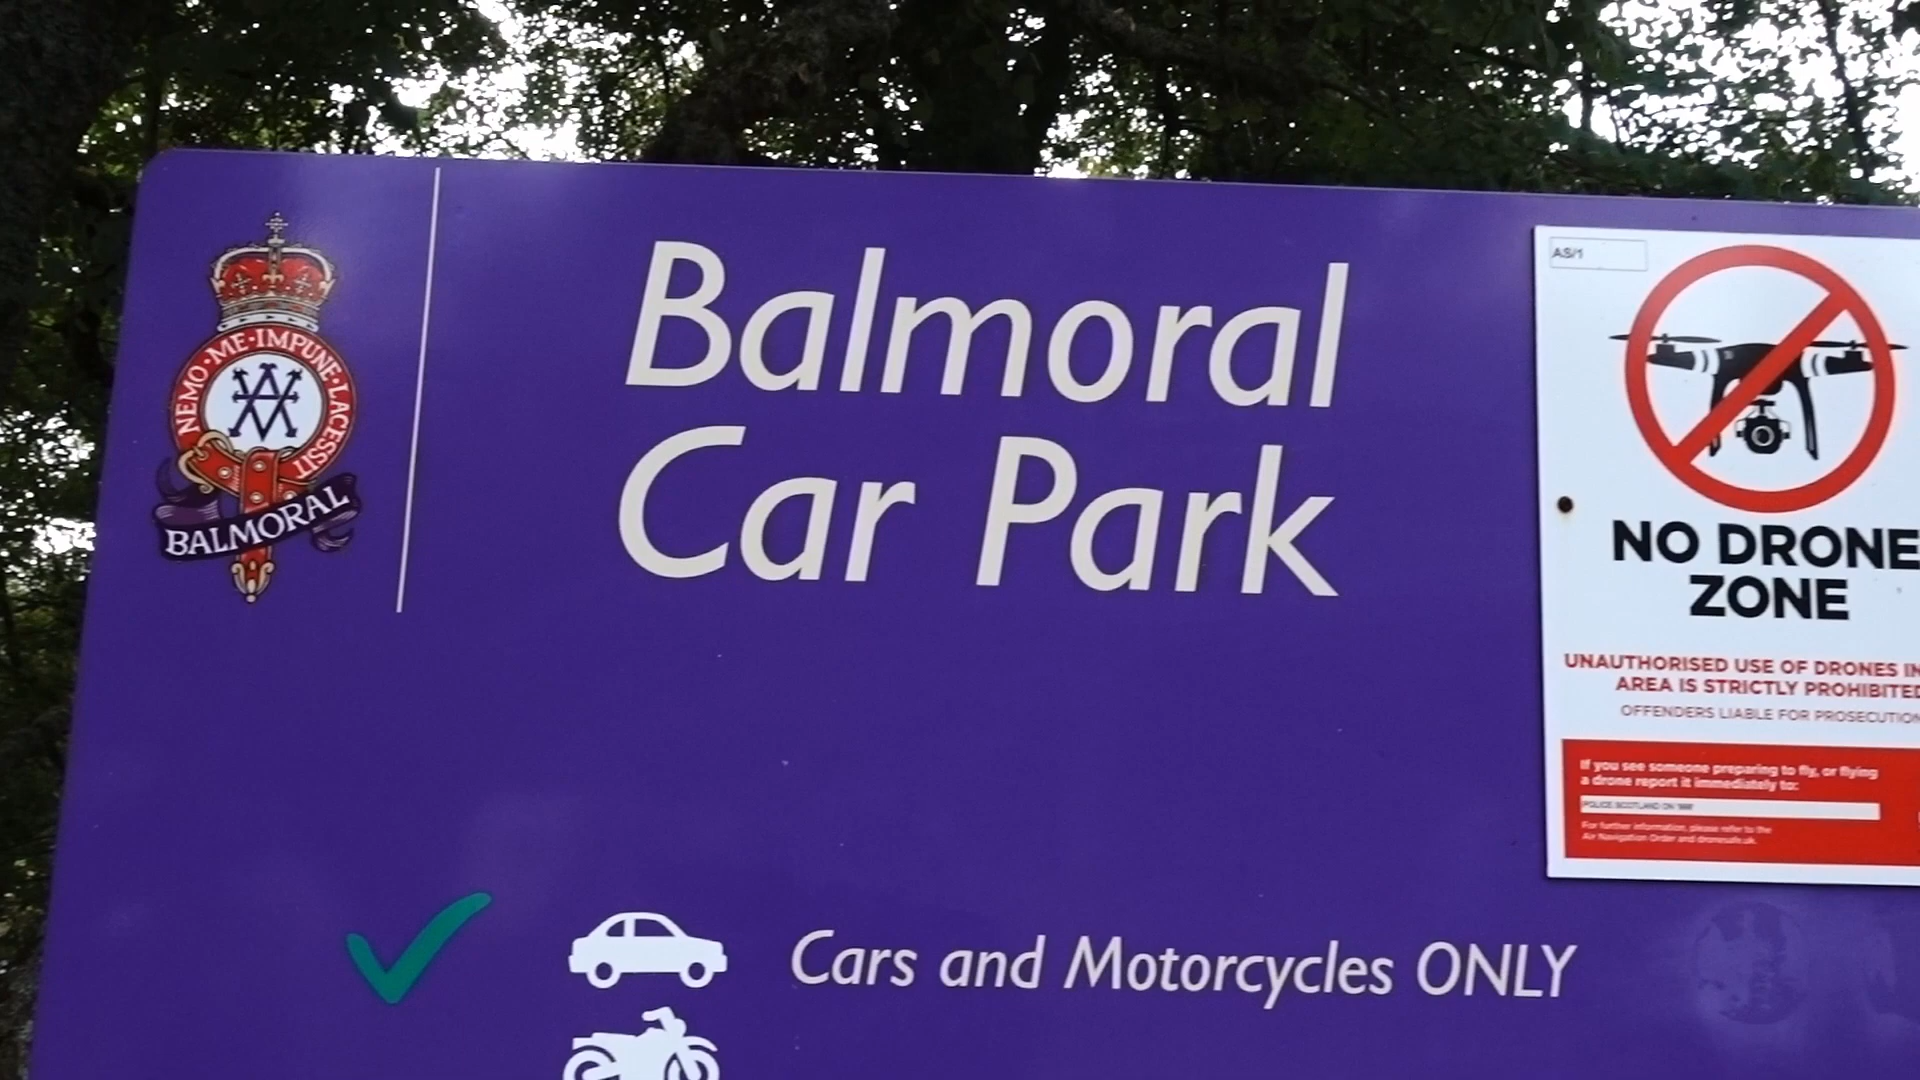 NEMO·ME·IMPUNE·LACESSIT
VA
BALMORAL
Balmoral
Car Park
Cars and Motorcycles ONLY
AS/1
NO DRONE
ZONE
UNAUTHORISED USE OF DRONES IN
AREA IS STRICTLY PROHIBITED
OFFENDERS LIABLE FOR PROSECUTION
If you see someone preparing to fly, or flying
a drone report it immediately to:
POLICE SCOTLAND ON '999'
For further information, please refer to the
Air Navigation Order and dronesafe.uk.